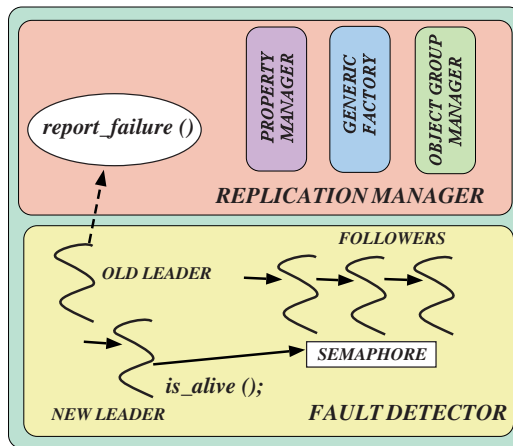 PROPERTY
MANAGER
GENERIC
FACTORY
OBJECT GROUP
MANAGER
report_failure ()
REPLICATION MANAGER
FOLLOWERS
OLD LEADER
SEMAPHORE
is_alive ();
NEW LEADER
FAULT DETECTOR